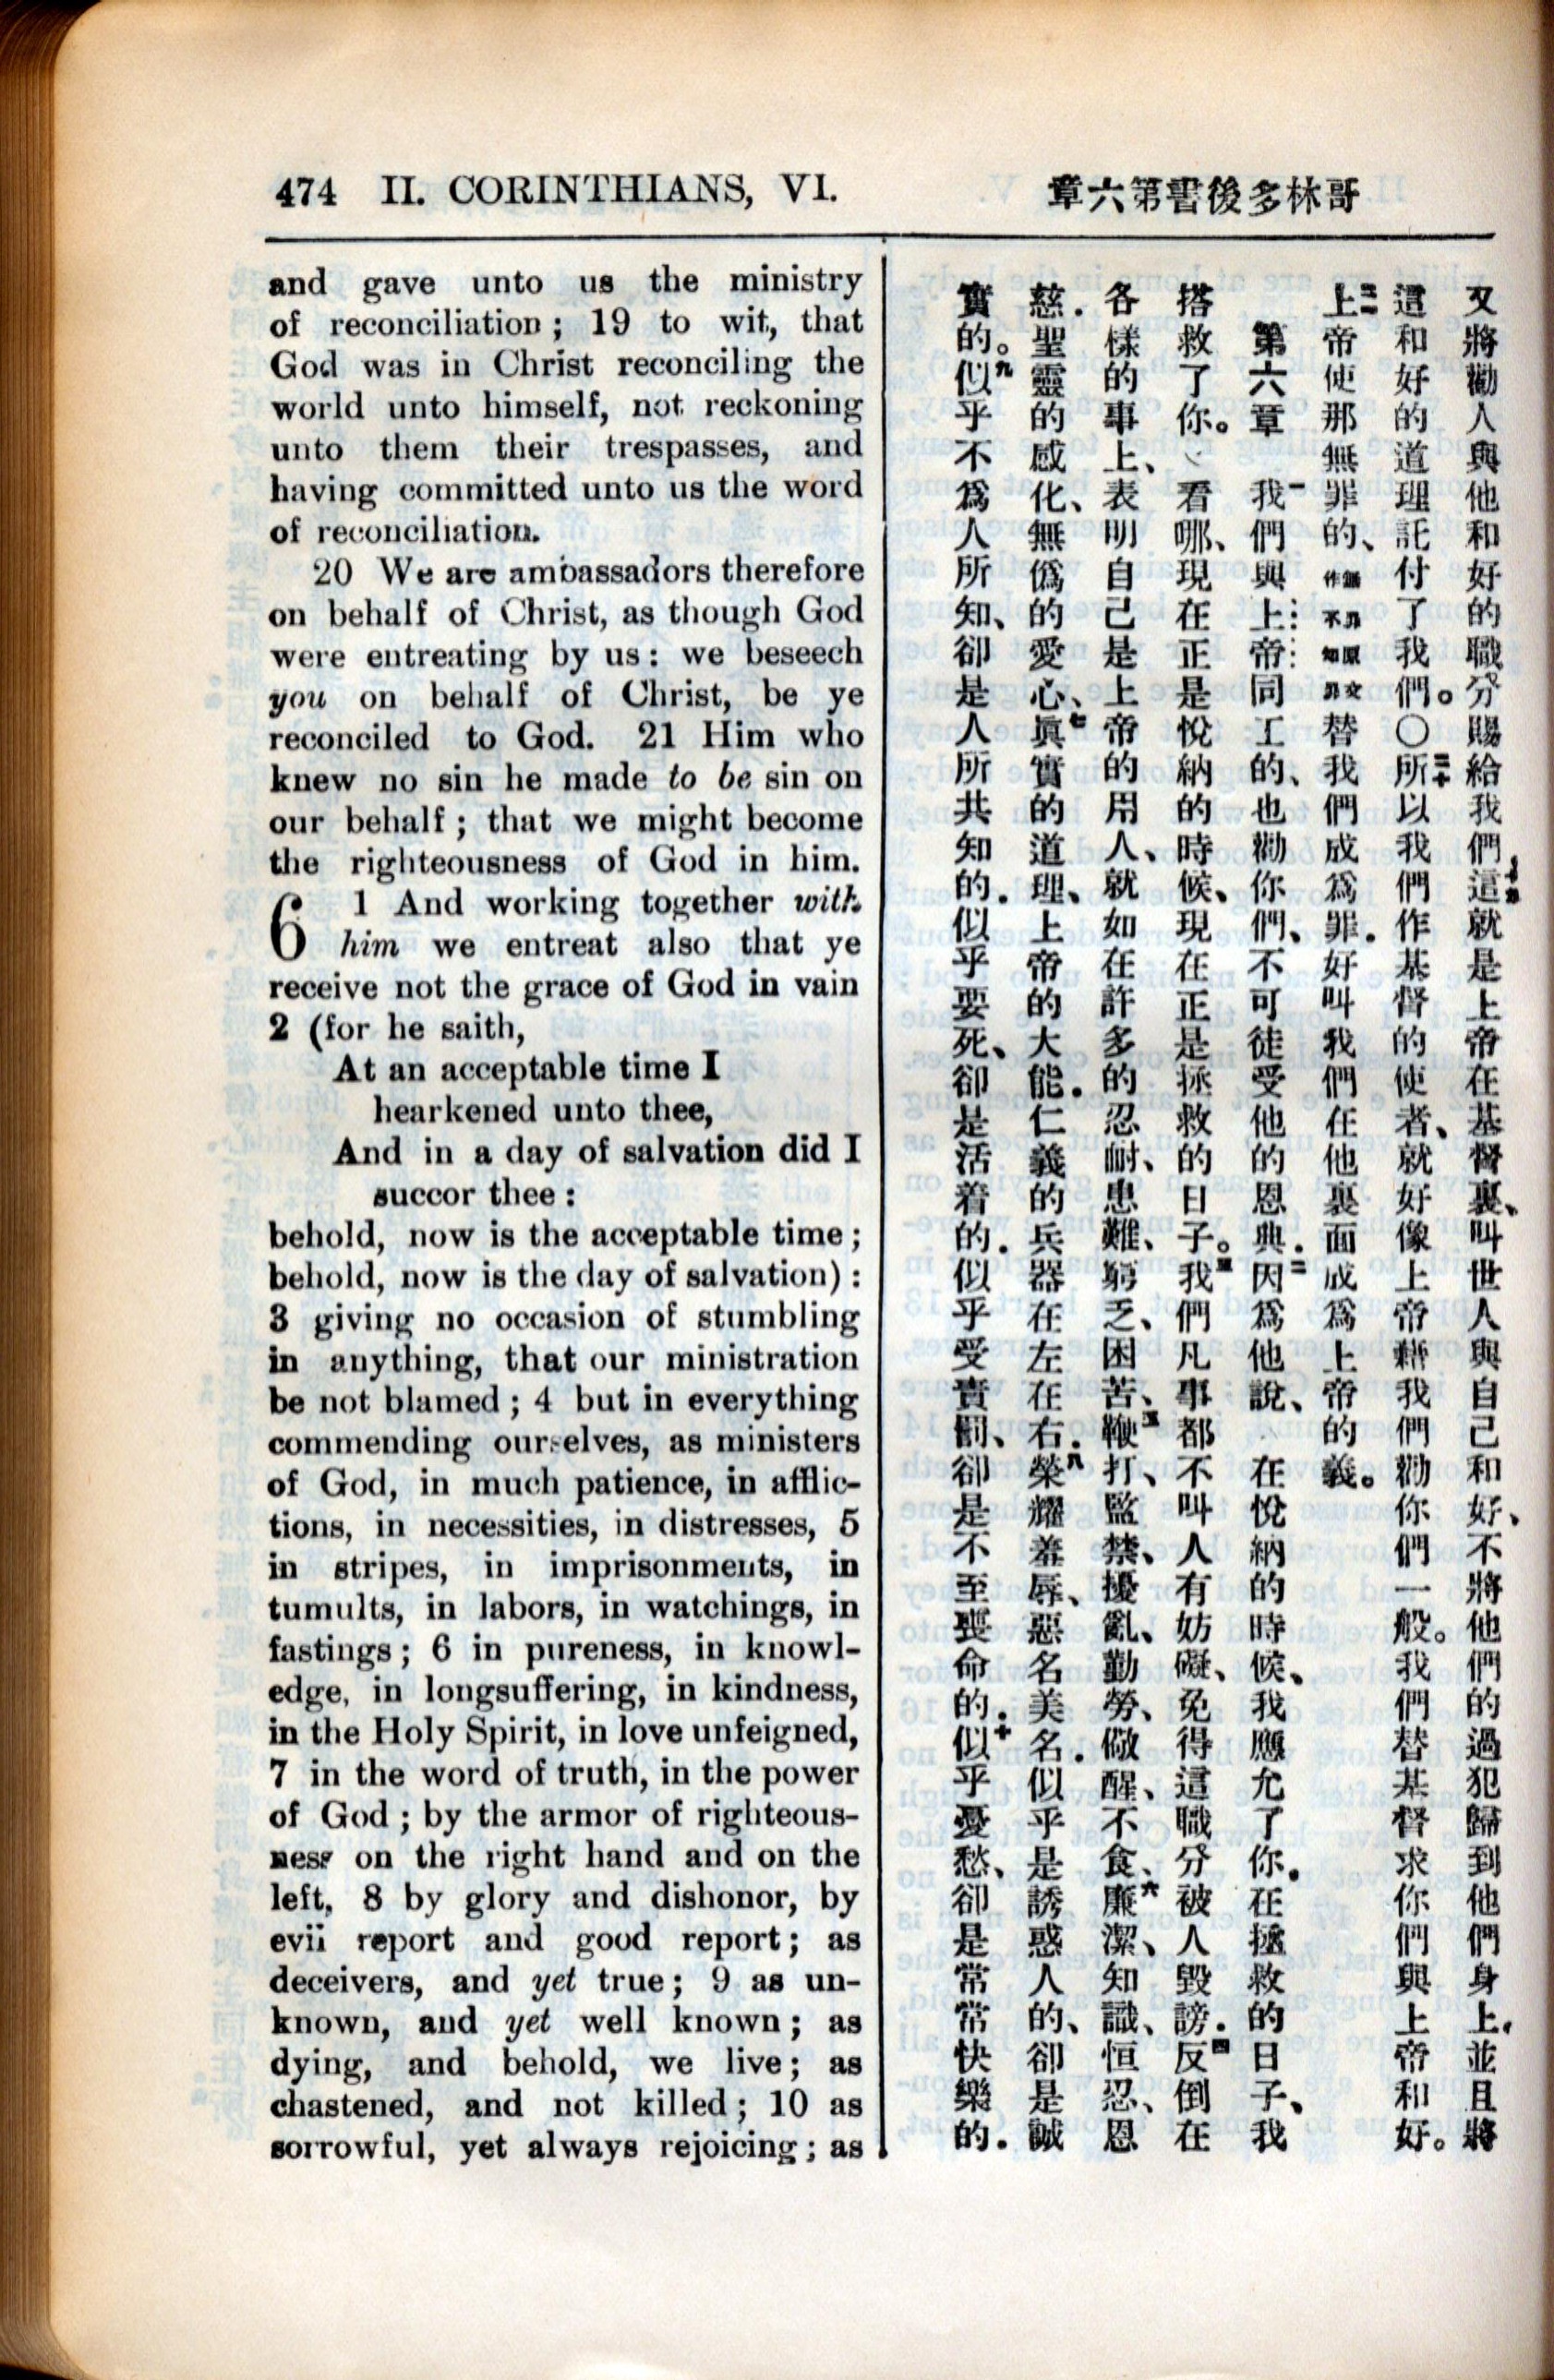 474 II. CORINTHIANS, VI.
哥林多後書第六章
and gave unto us the ministry
of reconciliation ; 19 to wit, that
God was in Christ reconciling the
world unto himself, not reckoning
unto them their trespasses, and
having committed unto us the word
of reconciliation.
20 We are ambassadors therefore
on behalf of Christ, as though God
were entreating by us : we beseech
you on behalf of Christ, be ye
reconciled to God. 21 Him who
knew no sin he made to be sin on
our behalf ; that we might become
the righteousness of God in him.
6 1 And working together with
him we entreat also that ye
receive not the grace of God in vain
2 (for he saith,
At an acceptable time I
hearkened unto thee,
And in a day of salvation did I
succor thee :
behold, now is the acceptable time ;
behold, now is the day of salvation) :
3 giving no occasion of stumbling
in anything, that our ministration
be not blamed ; 4 but in everything
commending ourselves, as ministers
of God, in much patience, in afflic-
tions, in necessities, in distresses, 5
in stripes, in imprisonments, in
tumults, in labors, in watchings, in
fastings ; 6 in pureness, in knowl-
edge, in longsuffering, in kindness,
in the Holy Spirit, in love unfeigned,
7 in the word of truth, in the power
of God ; by the armor of righteous-
ness on the right hand and on the
left, 8 by glory and dishonor, by
evil report and good report ; as
deceivers, and yet true ; 9 as un-
known, and yet well known ; as
dying, and behold, we live ; as
chastened, and not killed ; 10 as
sorrowful, yet always rejoicing ; as
又將勸人與他和好的職分賜給我們、十九這就是上帝在基督裏、叫世人與自己和好、不將他們的過犯歸到他們身上、並且將
這和好的道理託付了我們。○二十所以我們作基督的使者、就好像上帝藉我們勸你們一般。我們替基督求你們與上帝和好。
二一上帝使那無罪的、無罪原文作不知罪替我們成爲罪．好叫我們在他裏面成爲上帝的義。
第六章 一我們與上帝同工的、也勸你們、不可徒受他的恩典．二因爲他說、在悅納的時候、我應允了你．在拯救的日子、我
搭救了你。看哪、現在正是悅納的時候、現在正是拯救的日子。三我們凡事都不叫人有妨礙、免得這職分被人毀謗．四反倒在
各樣的事上、表明自己是上帝的用人、就如在許多的忍耐、患難、窮乏、困苦、五鞭打、監禁、擾亂、勤勞、儆醒、不食、六廉潔、知識、恒忍、恩
慈．聖靈的感化、無僞的愛心、七眞實的道理、上帝的大能．仁義的兵器在左在右．八榮耀羞辱、惡名美名．似乎是誘惑人的、卻是誠
實的。九似乎不爲人所知、卻是人所共知的．似乎要死、卻是活着的．似乎受責罰、卻是不至喪命的．十似乎憂愁、卻是常常快樂的．